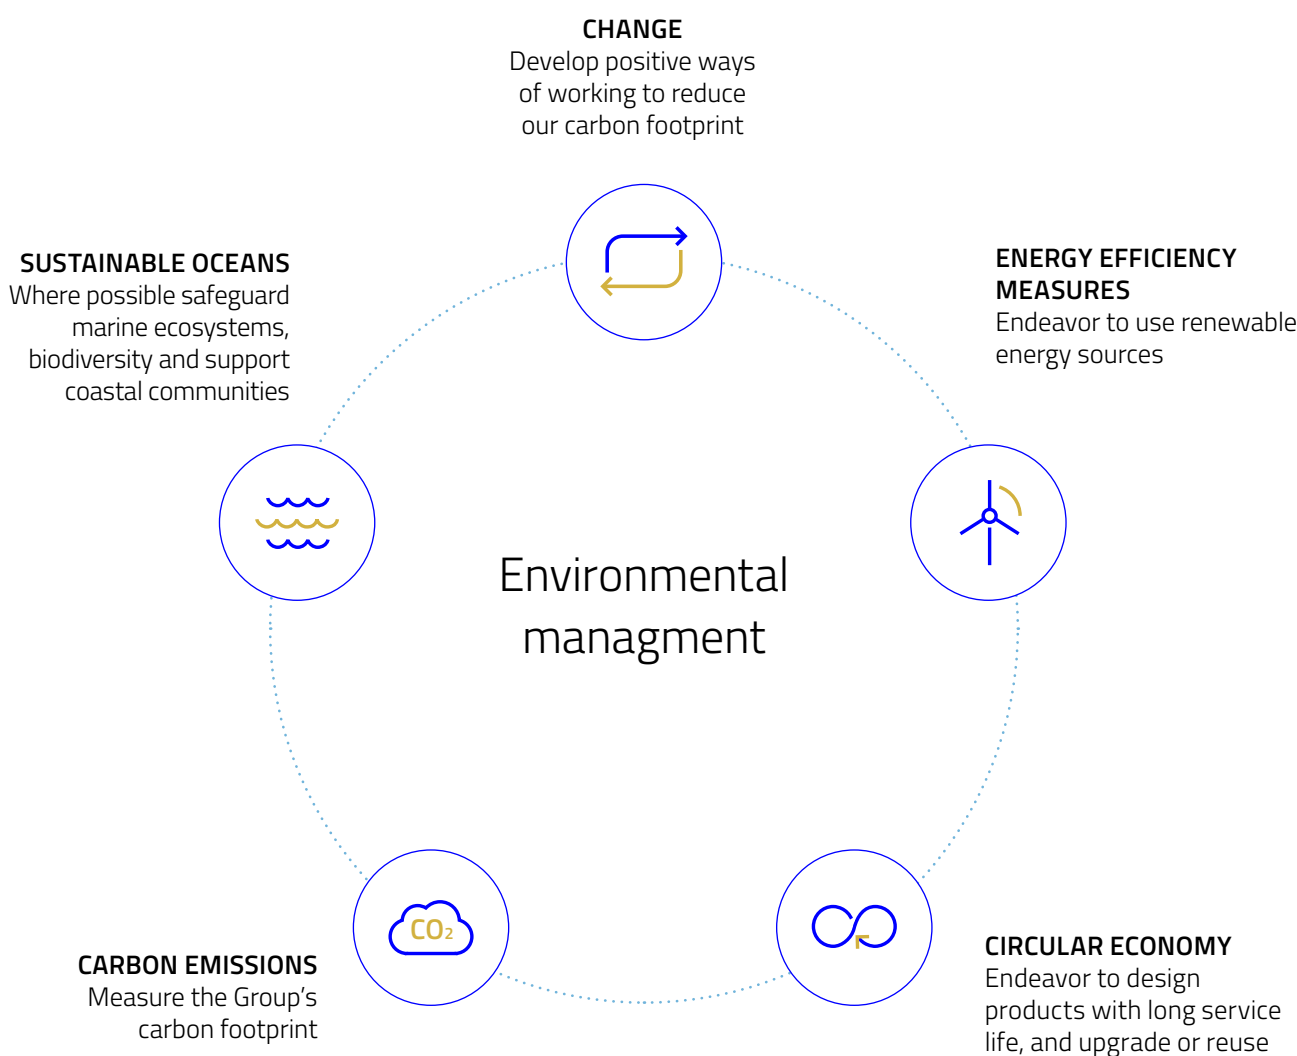 CHANGE
Develop positive ways
of working to reduce
our carbon footprint
SUSTAINABLE OCEANS
Where possible safeguard
marine ecosystems,
biodiversity and support
coastal communities
ENERGY EFFICIENCY
MEASURES
Endeavor to use renewable
energy sources
Environmental
managment
CO₂
CARBON EMISSIONS
Measure the Group’s
carbon footprint
CIRCULAR ECONOMY
Endeavor to design
products with long service
life, and upgrade or reuse